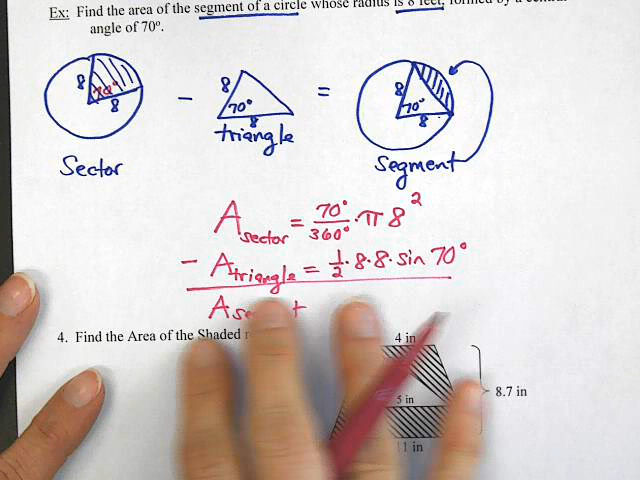 Ex: Find the area of the segment of a circle whose radius is 8 feet, formed by a
angle of 70º.
8 70° 8
8 70° 8
8 70° 8
− =
Sector triangle Segment
A sector = 70°/360° · π 8²
− A triangle = 1/2 · 8 · 8 · sin 70°
A
4. Find the Area of the Shaded
4 in
5 in
8.7 in
11 in